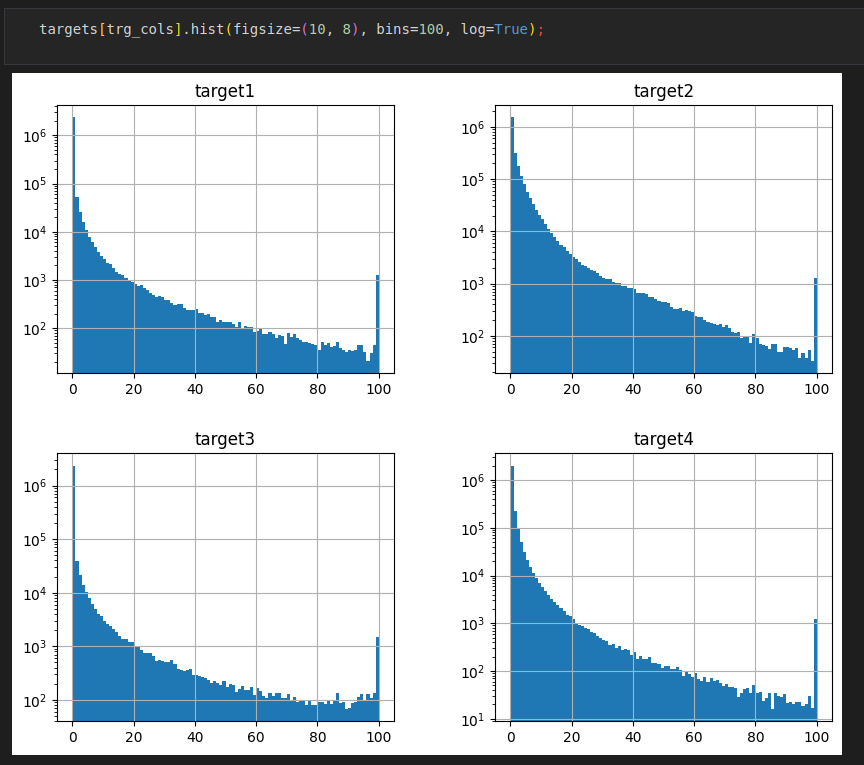 targets[trg_cols].hist(figsize=(10, 8), bins=100, log=True);
target1
10⁶
10⁵
10⁴
10³
10²
0 20 40 60 80 100
target2
10⁶
10⁵
10⁴
10³
10²
0 20 40 60 80 100
target3
10⁶
10⁵
10⁴
10³
10²
0 20 40 60 80 100
target4
10⁶
10⁵
10⁴
10³
10²
10¹
0 20 40 60 80 100